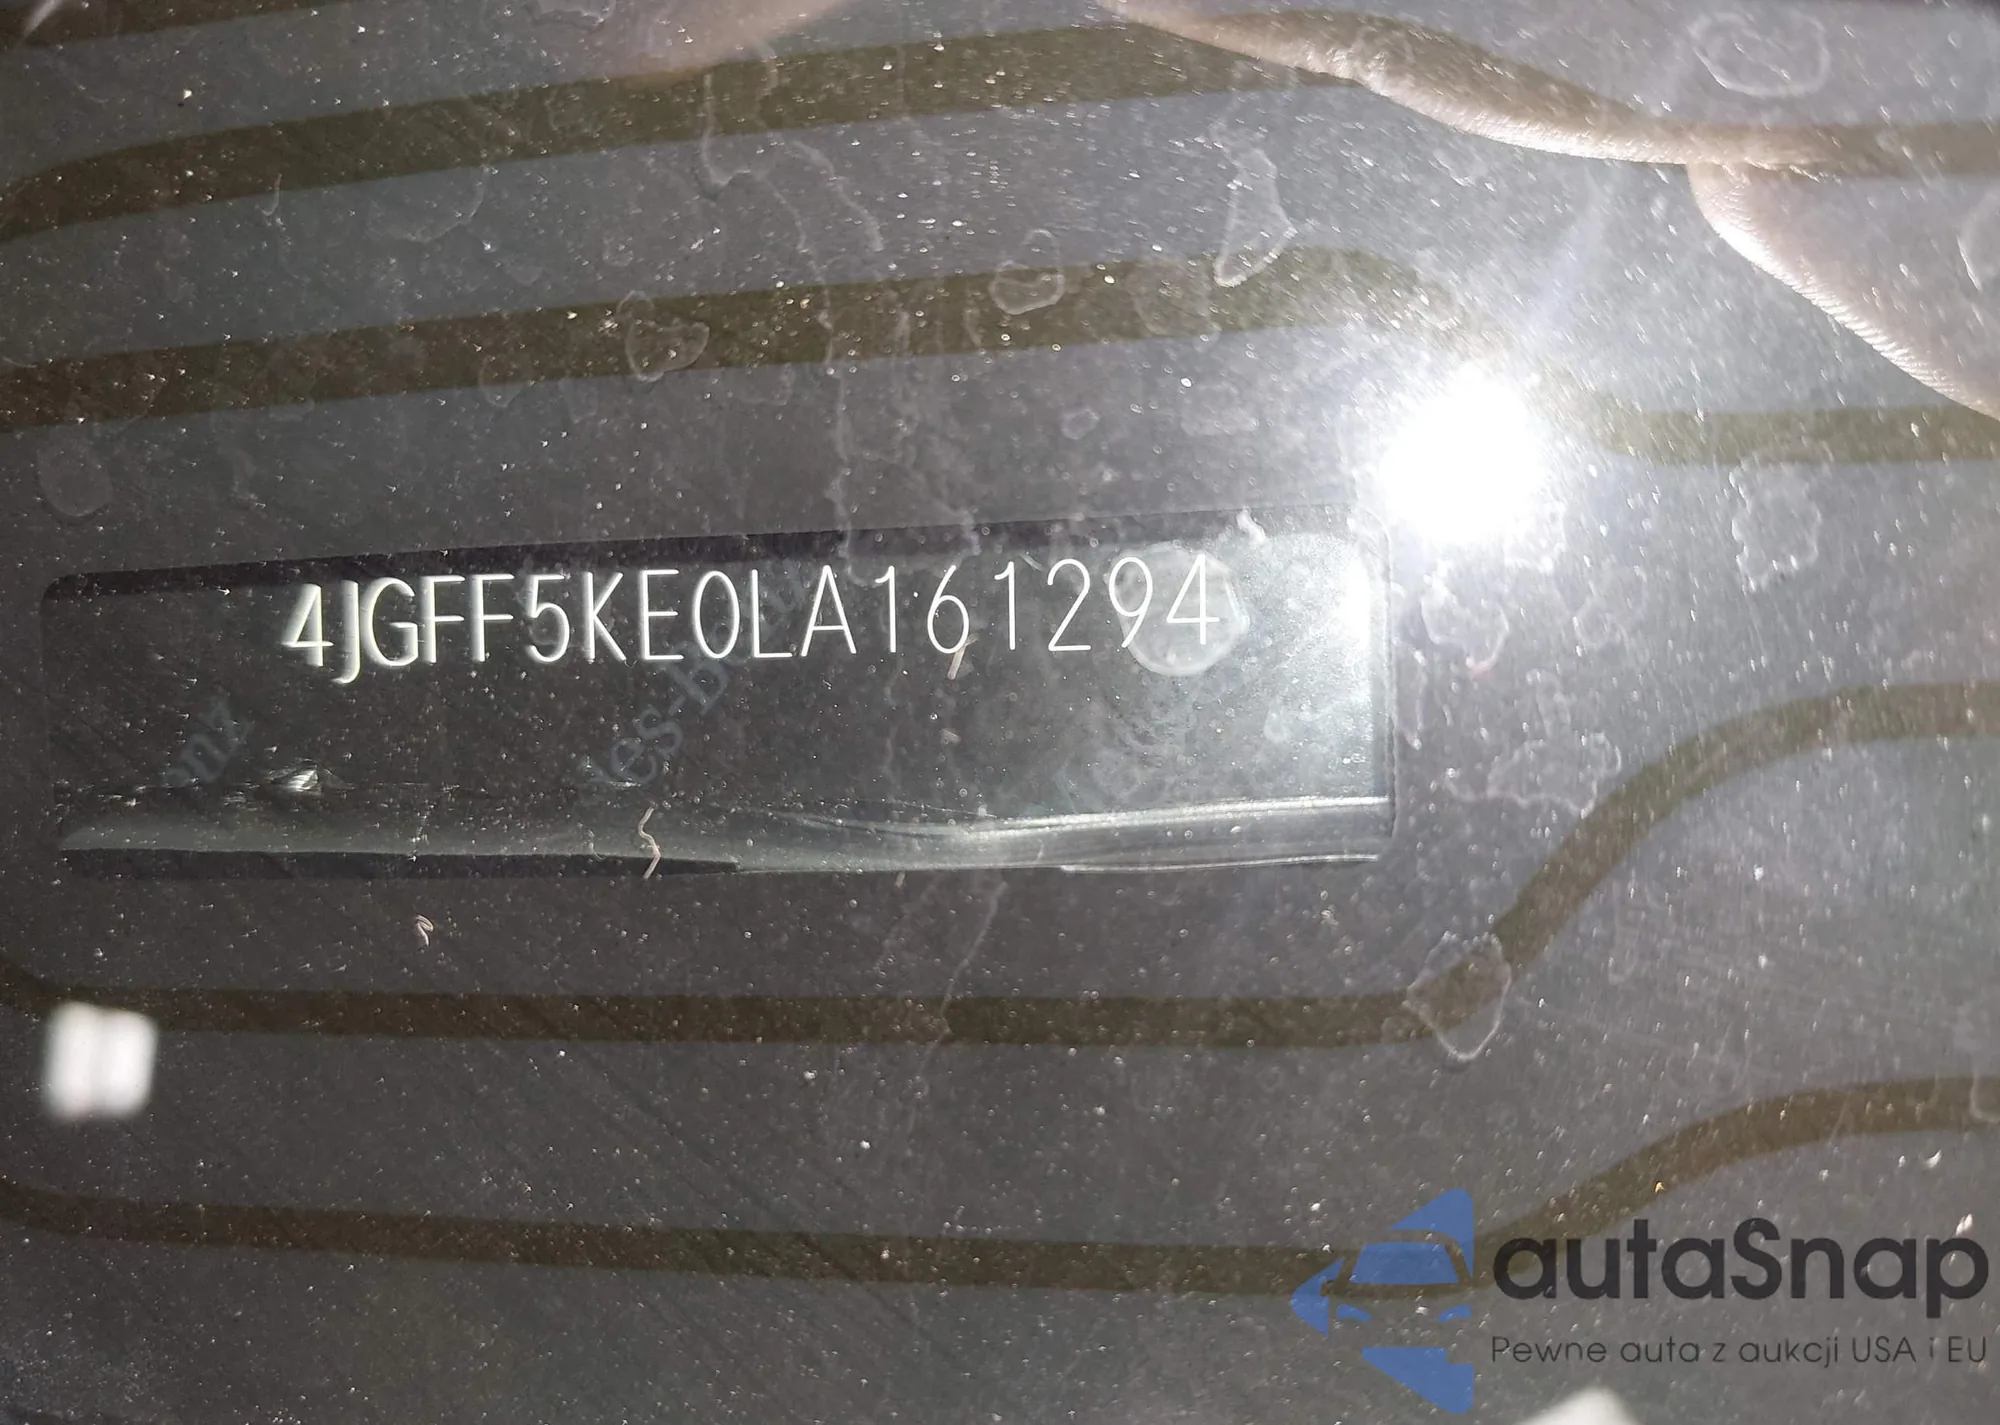 4JGFF5KE0LA161294
autaSnap
Pewne auta z aukcji USA i EU